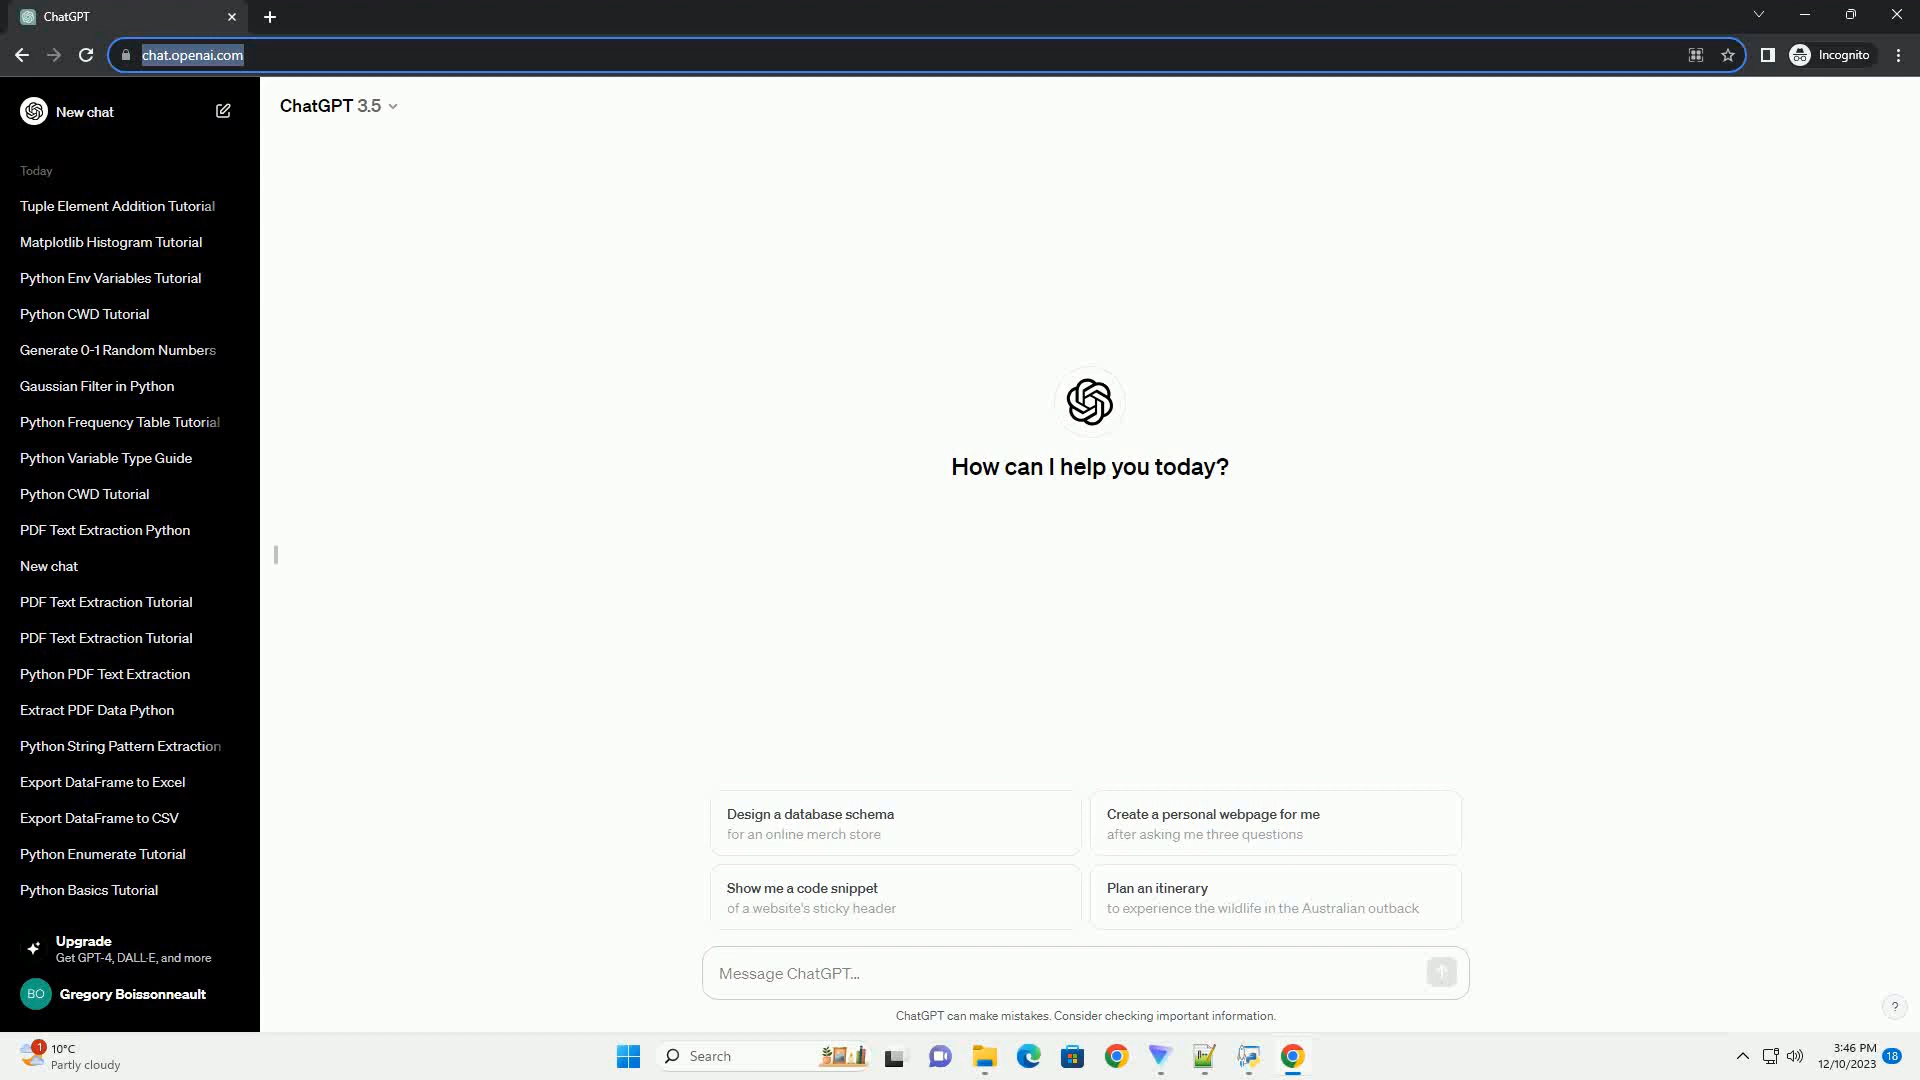 ChatGPT
chat.openai.com
Incognito
New chat
Today
Tuple Element Addition Tutorial
Matplotlib Histogram Tutorial
Python Env Variables Tutorial
Python CWD Tutorial
Generate 0-1 Random Numbers
Gaussian Filter in Python
Python Frequency Table Tutorial
Python Variable Type Guide
Python CWD Tutorial
PDF Text Extraction Python
New chat
PDF Text Extraction Tutorial
PDF Text Extraction Tutorial
Python PDF Text Extraction
Extract PDF Data Python
Python String Pattern Extraction
Export DataFrame to Excel
Export DataFrame to CSV
Python Enumerate Tutorial
Python Basics Tutorial
Upgrade
Get GPT-4, DALL·E, and more
BO
Gregory Boissonneault
ChatGPT 3.5
How can I help you today?
Design a database schema
for an online merch store
Create a personal webpage for me
after asking me three questions
Show me a code snippet
of a website's sticky header
Plan an itinerary
to experience the wildlife in the Australian outback
Message ChatGPT...
ChatGPT can make mistakes. Consider checking important information.
?
1
10°C
Partly cloudy
Search
3:46 PM
12/10/2023
18